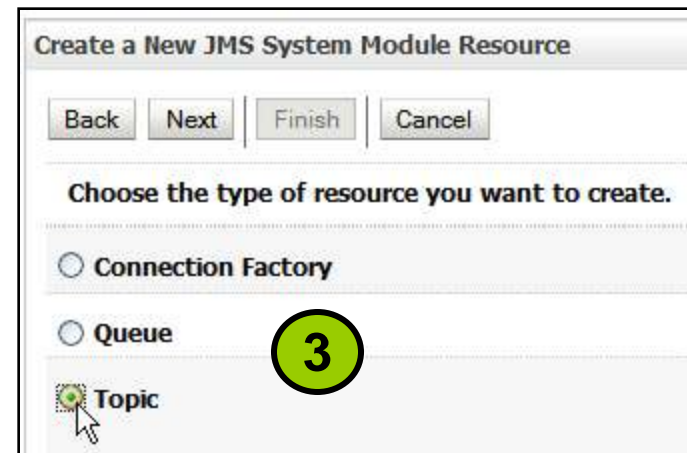 Create a New JMS System Module Resource
Back Next Finish Cancel
Choose the type of resource you want to create.
Connection Factory
Queue
3
Topic